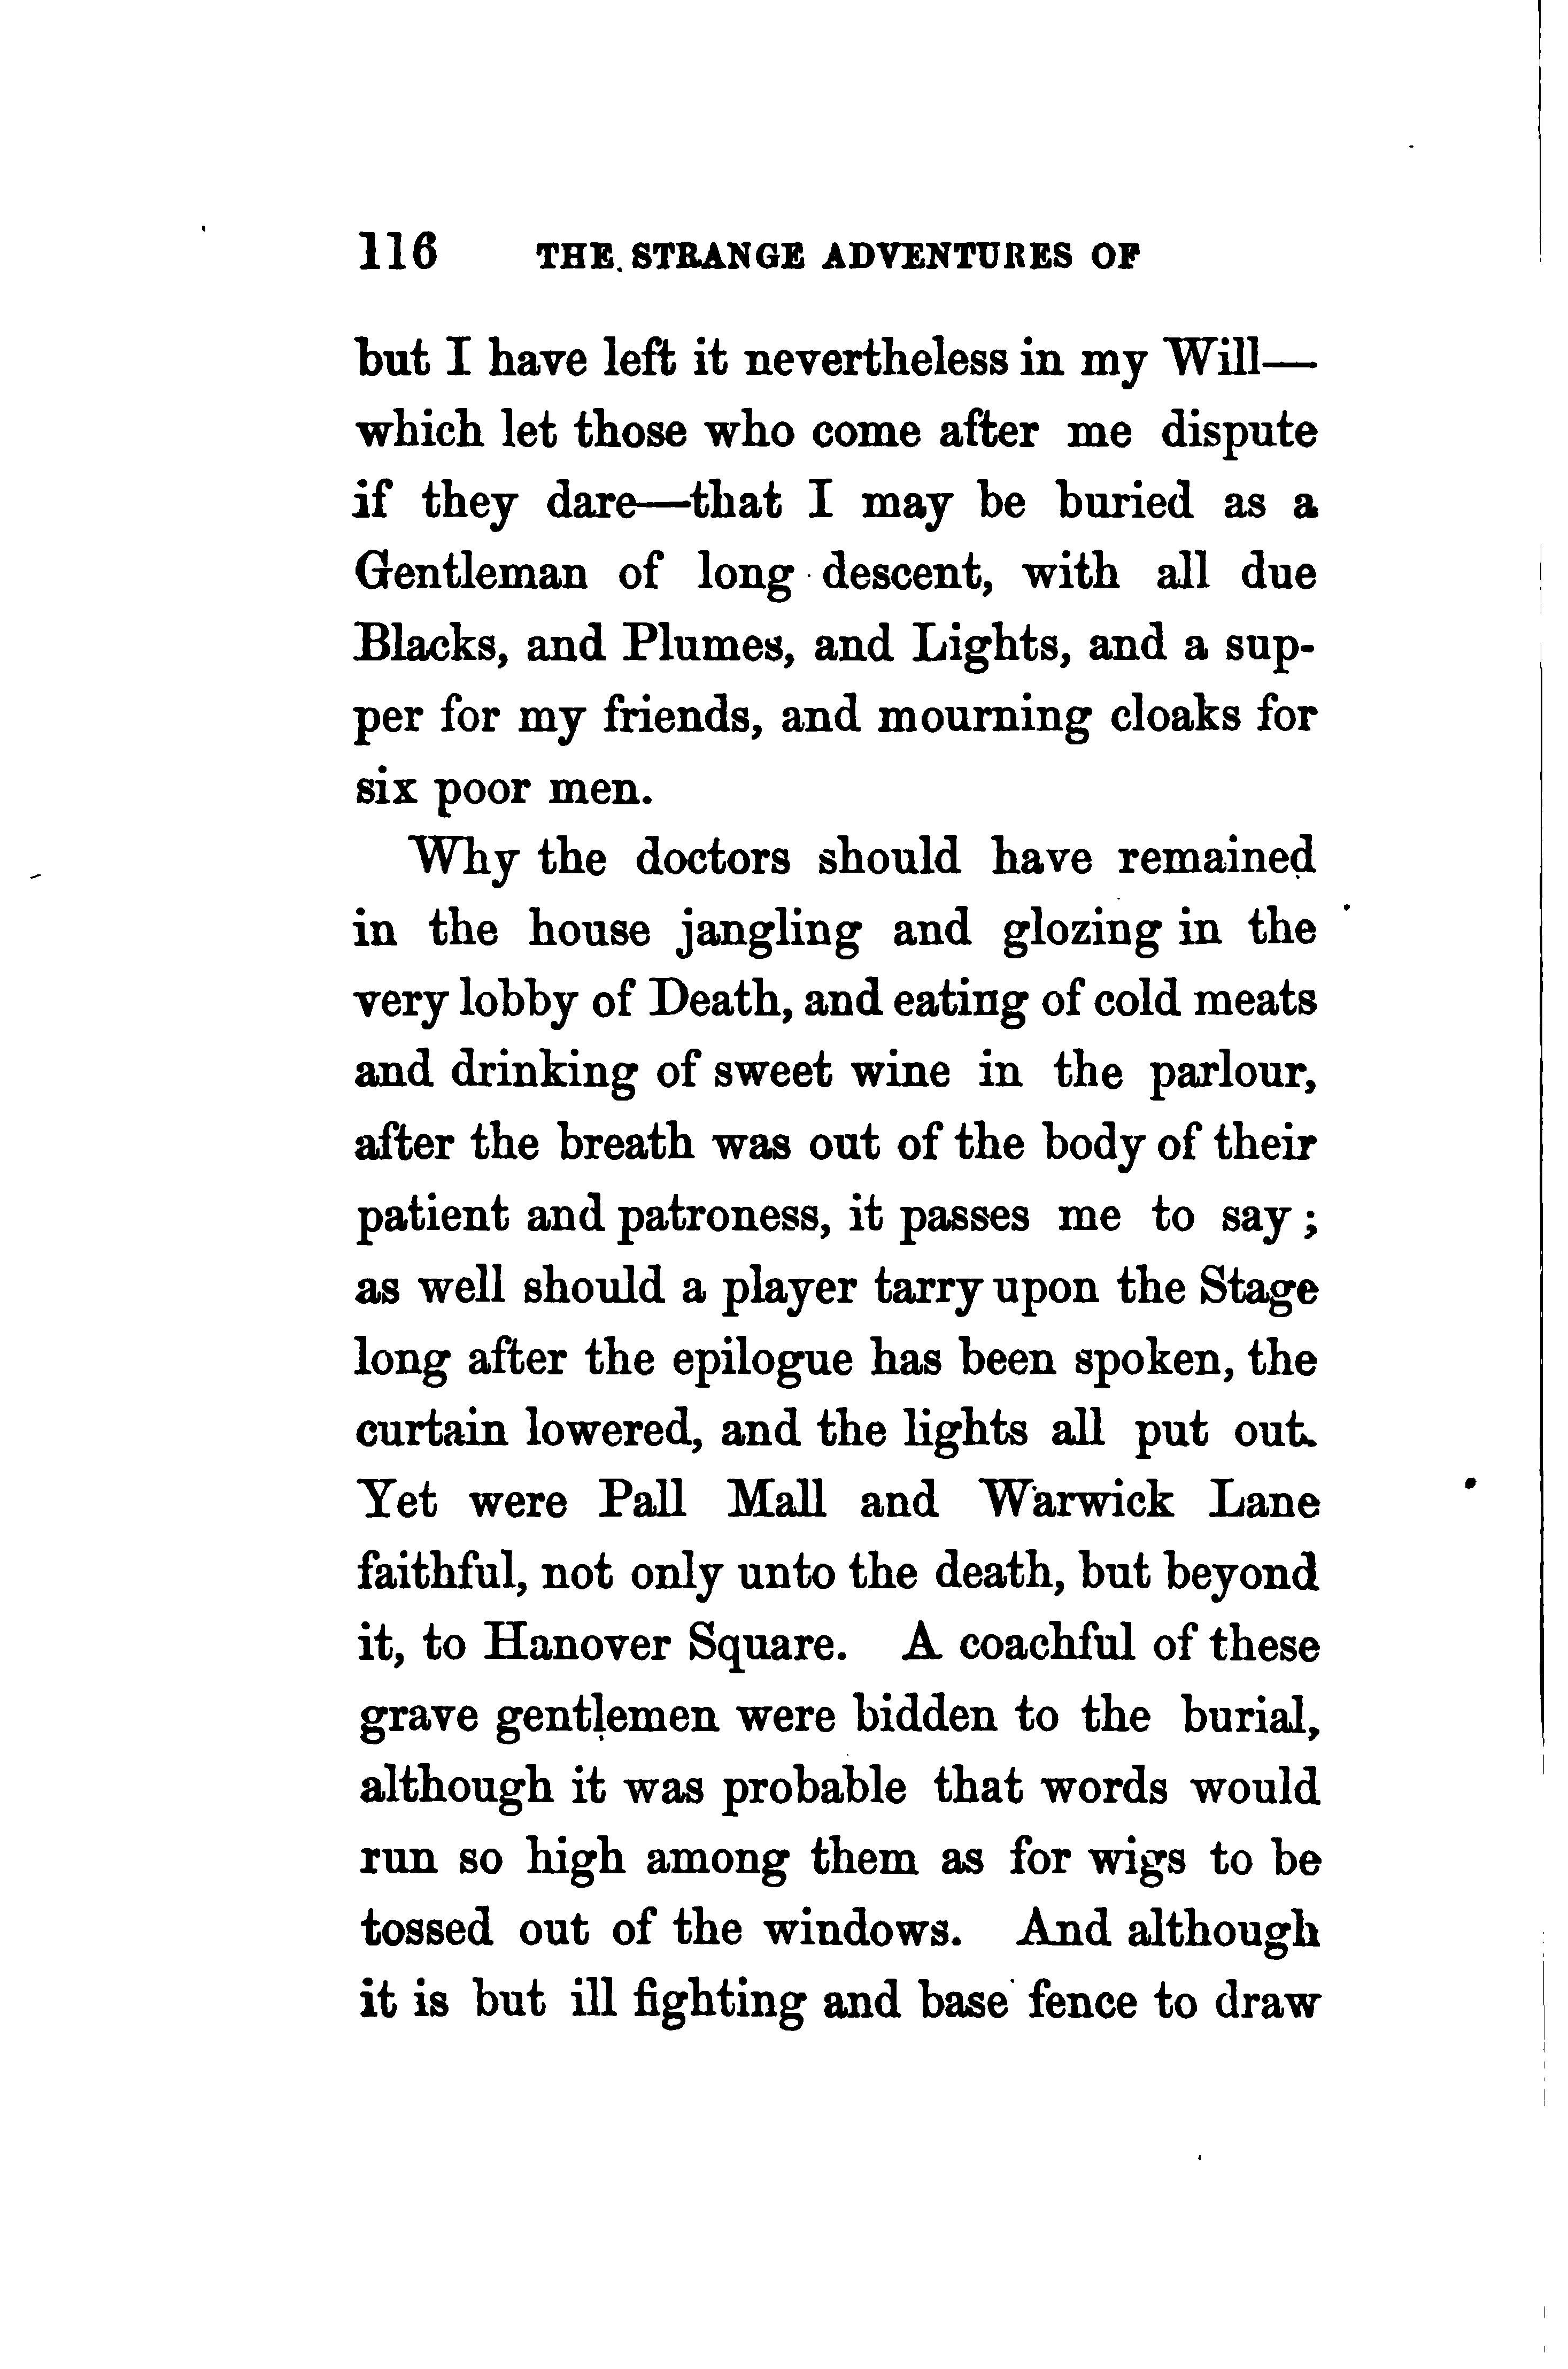 116 THE STRANGE ADVENTURES OF
but I have left it nevertheless in my Will—
which let those who come after me dispute
if they dare—that I may be buried as a
Gentleman of long descent, with all due
Blacks, and Plumes, and Lights, and a sup-
per for my friends, and mourning cloaks for
six poor men.
Why the doctors should have remained
in the house jangling and glozing in the
very lobby of Death, and eating of cold meats
and drinking of sweet wine in the parlour,
after the breath was out of the body of their
patient and patroness, it passes me to say;
as well should a player tarry upon the Stage
long after the epilogue has been spoken, the
curtain lowered, and the lights all put out.
Yet were Pall Mall and Warwick Lane
faithful, not only unto the death, but beyond
it, to Hanover Square. A coachful of these
grave gentlemen were bidden to the burial,
although it was probable that words would
run so high among them as for wigs to be
tossed out of the windows. And although
it is but ill fighting and base fence to draw